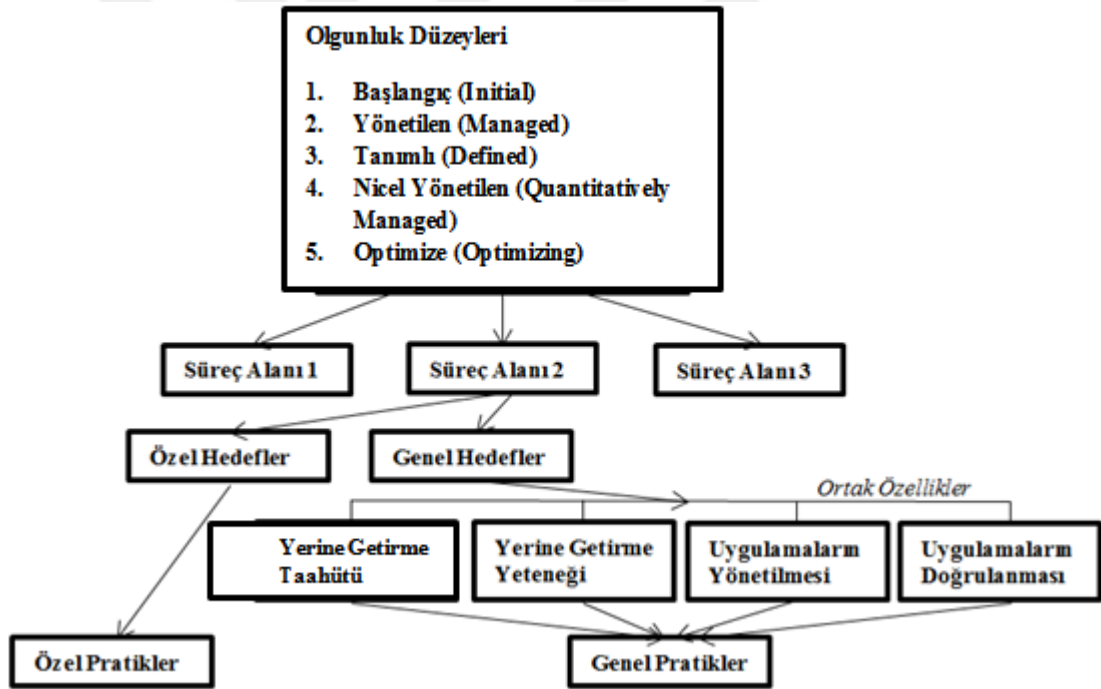 Olgunluk Düzeyleri
1. Başlangıç (Initial)
2. Yönetilen (Managed)
3. Tanımlı (Defined)
4. Nicel Yönetilen (Quantitatively
Managed)
5. Optimize (Optimizing)
Süreç Alanı 1
Süreç Alanı 2
Süreç Alanı 3
Özel Hedefler
Genel Hedefler
Ortak Özellikler
Yerine Getirme
Taahütü
Yerine Getirme
Yeteneği
Uygulamaların
Yönetilmesi
Uygulamaların
Doğrulanması
Özel Pratikler
Genel Pratikler